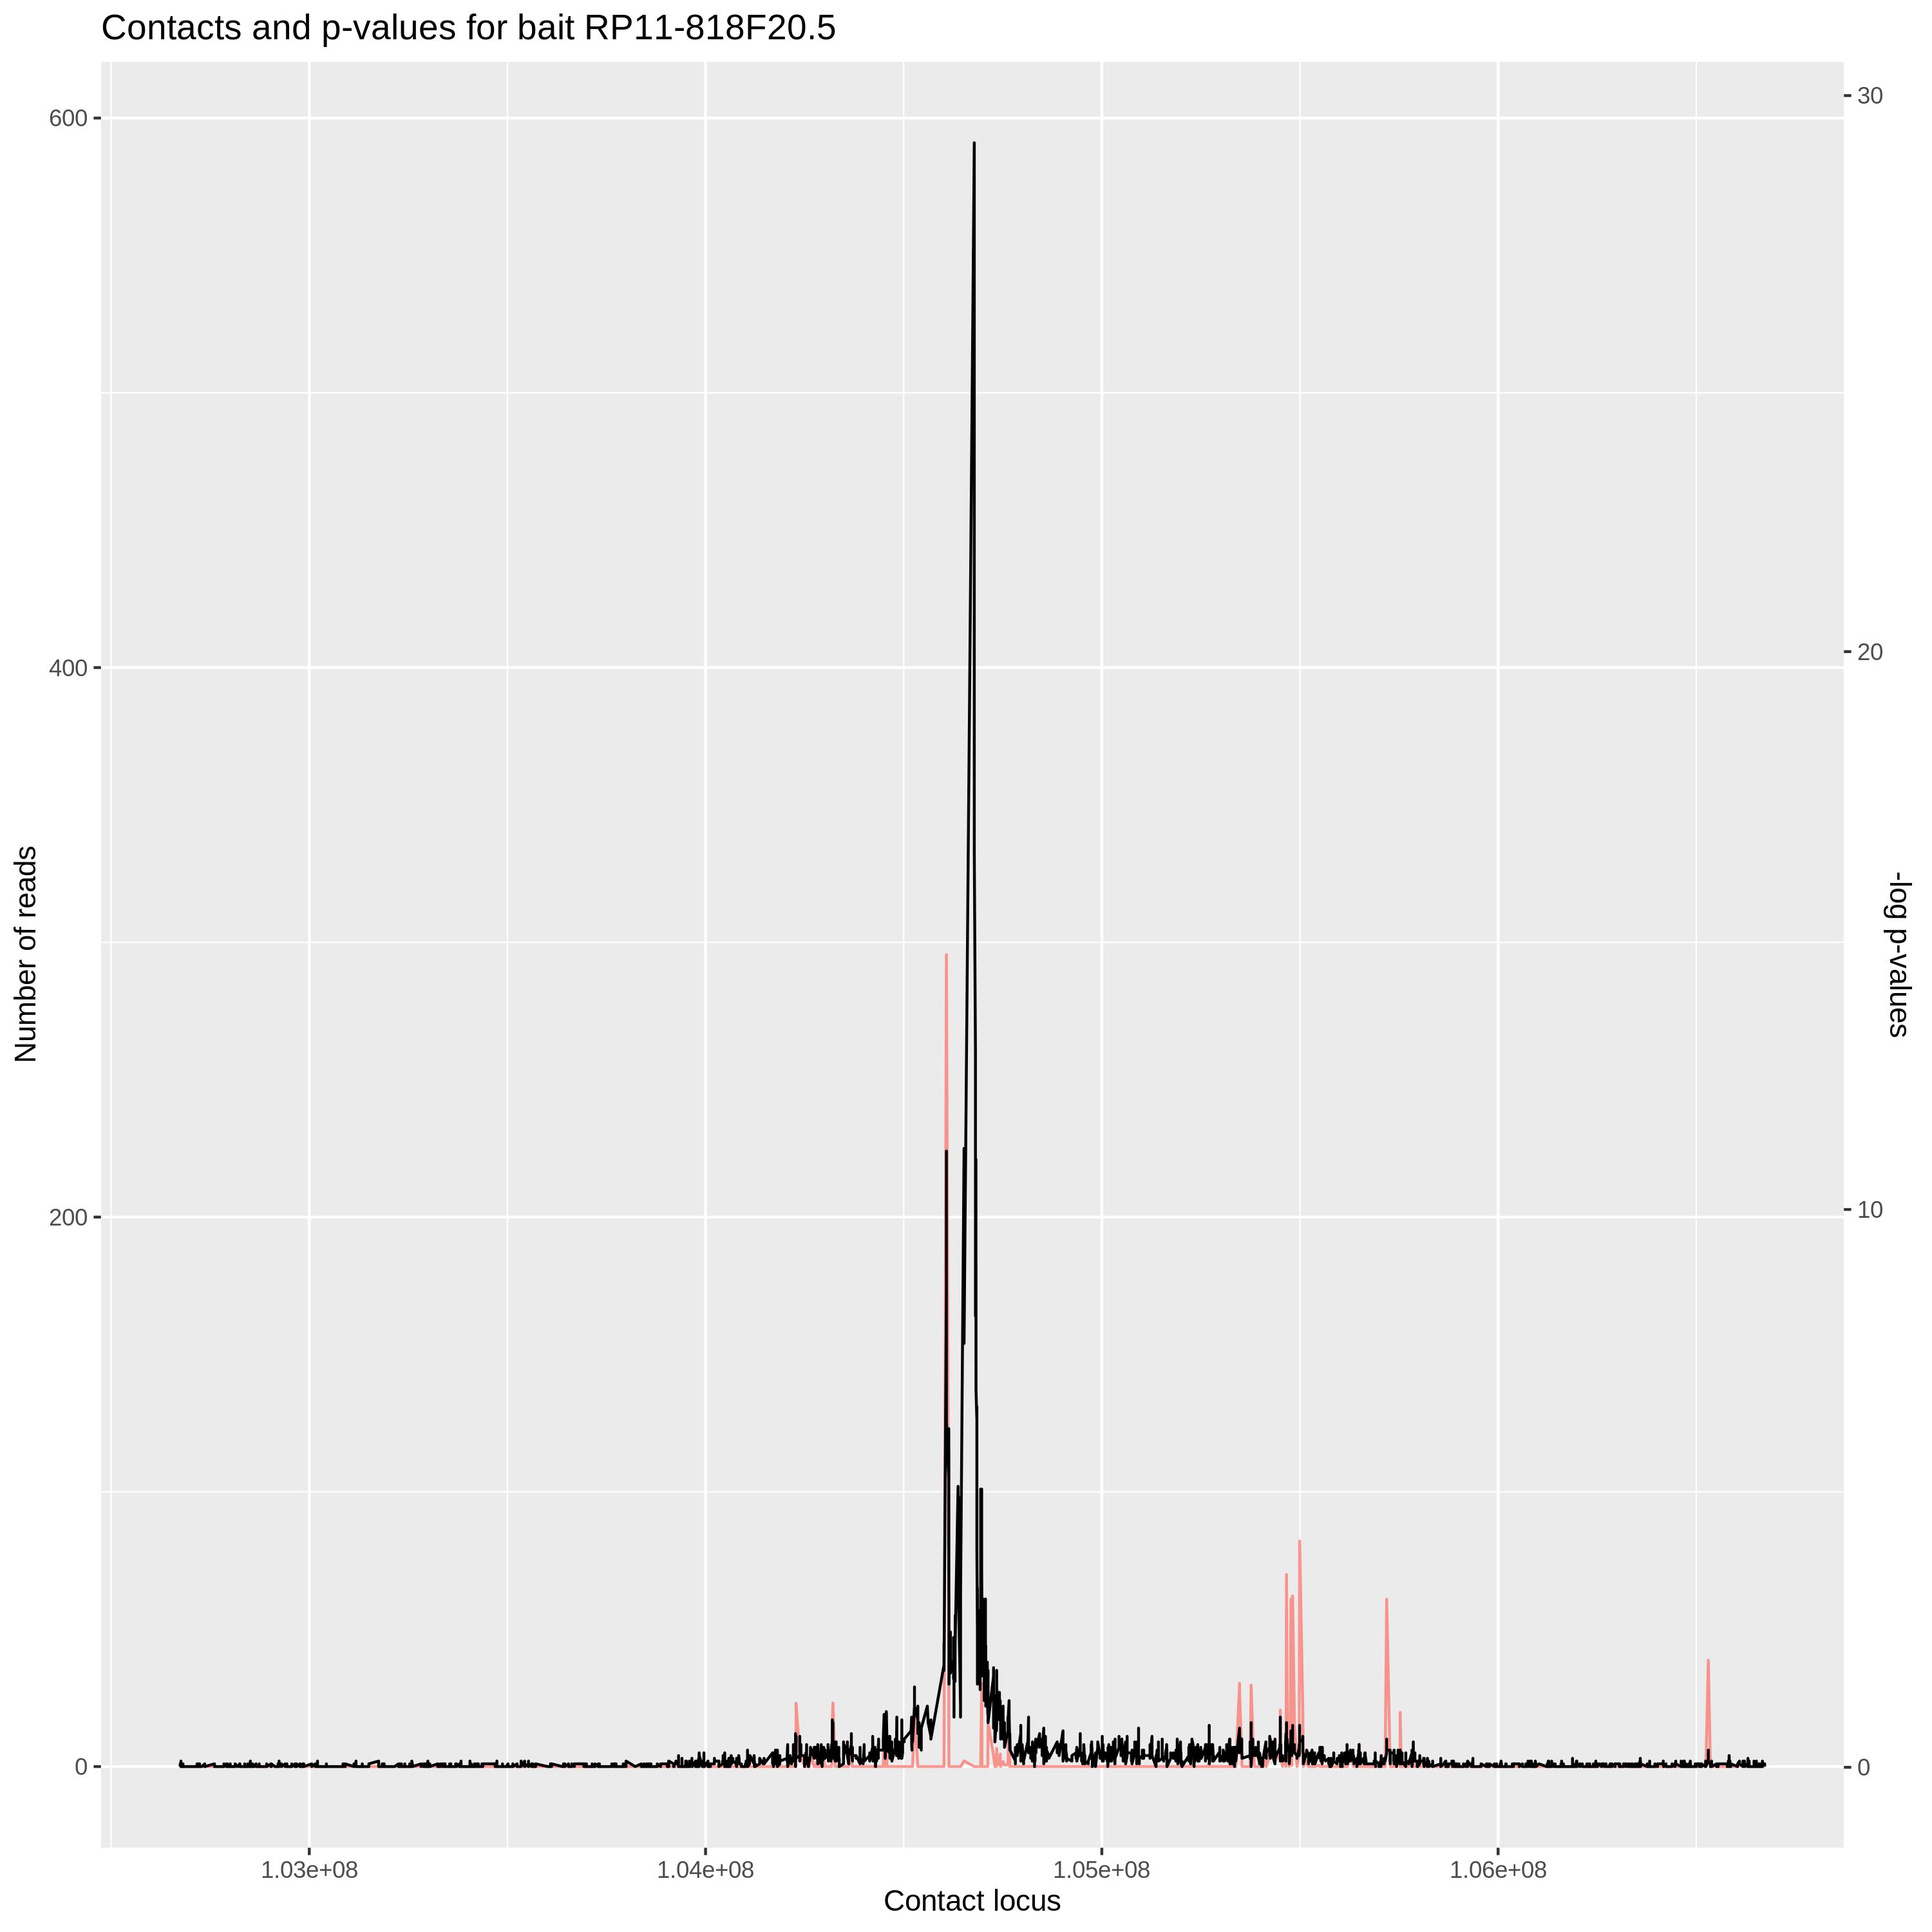 Contacts and p-values for bait RP11-818F20.5
600
400
200
0
30
20
10
0
Number of reads
-log p-values
1.03e+08 1.04e+08 1.05e+08 1.06e+08
Contact locus